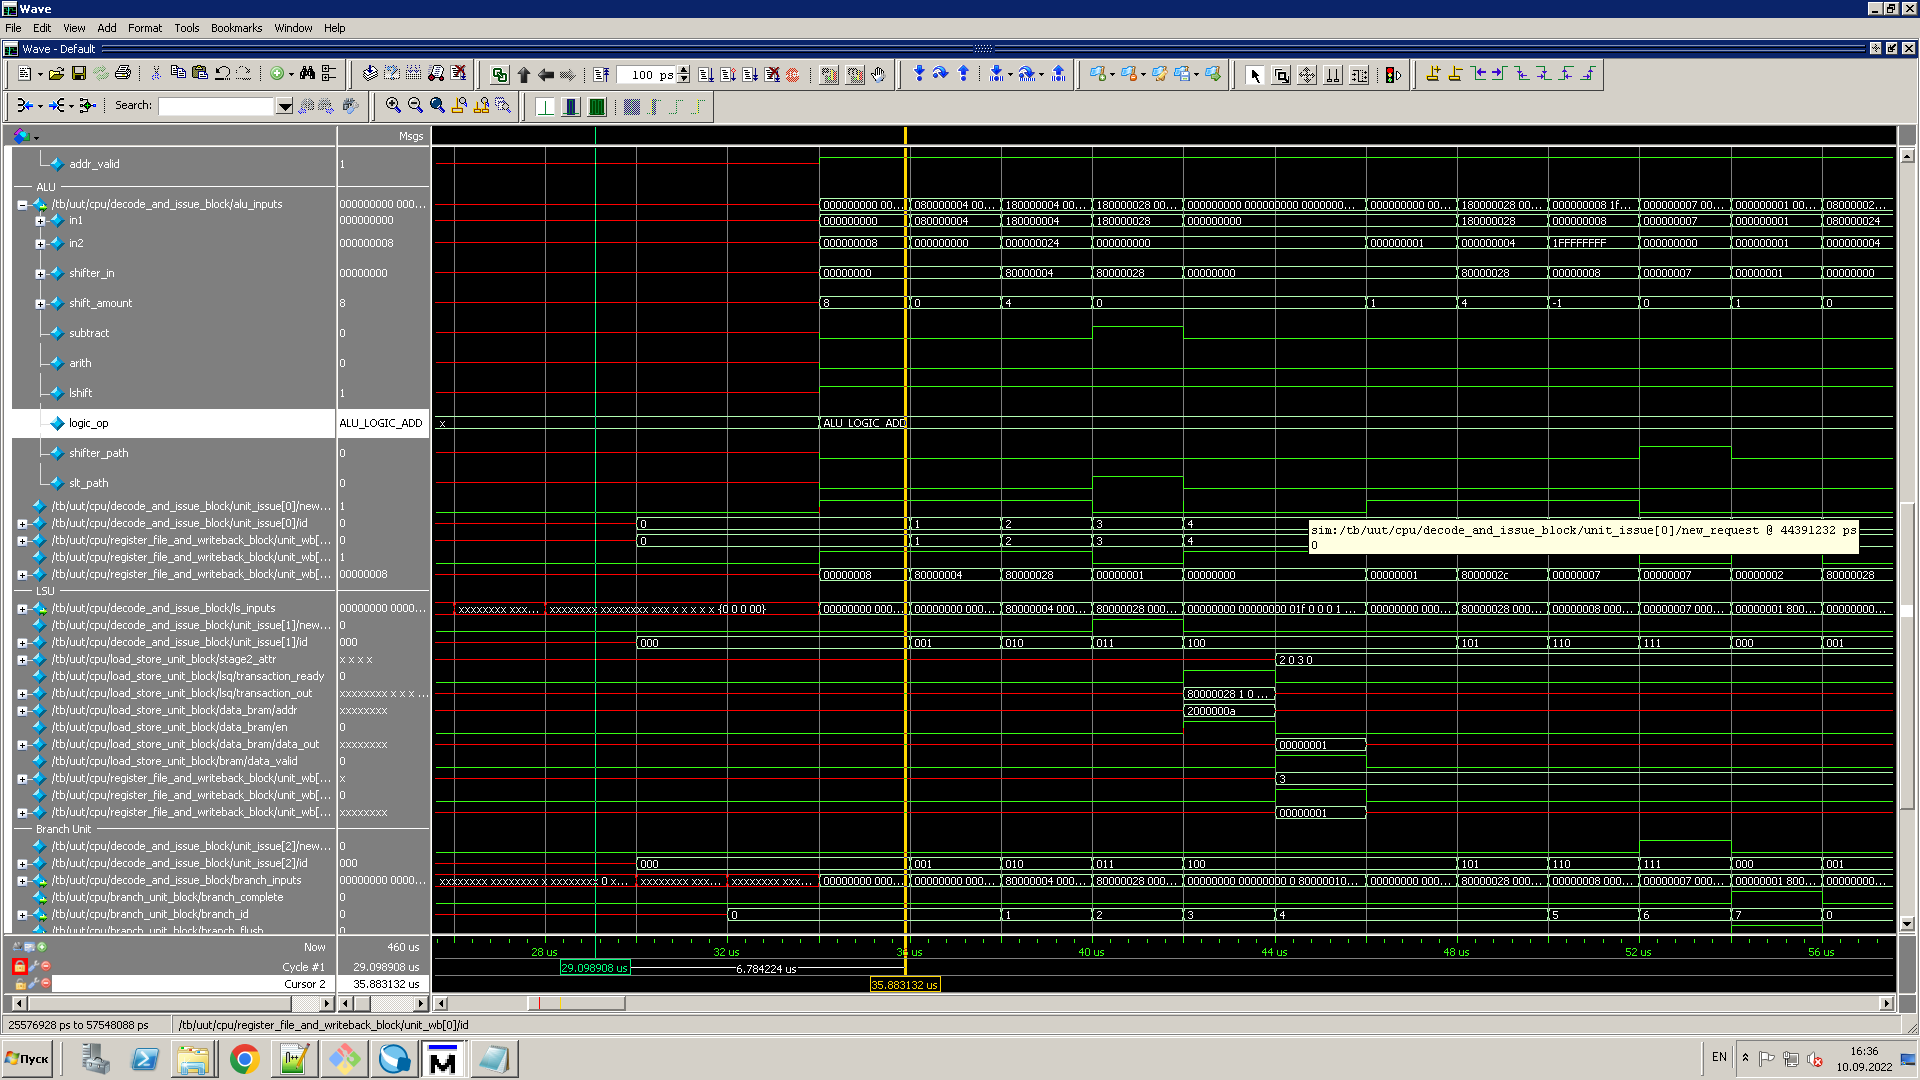 Wave
File Edit View Add Format Tools Bookmarks Window Help
Wave - Default
100 ps
Search:
Msgs
addr_valid 1
ALU
/tb/uut/cpu/decode_and_issue_block/alu_inputs 000000000 000... 000000000 00... 080000004 00... 180000004 00... 180000028 00... 000000000 000000000 0000000... 000000000 00... 180000028 00... 000000008 1f... 000000007 00... 000000001 00... 08000002...
in1 000000000 000000000 080000004 180000004 180000028 000000000 180000028 000000008 000000007 000000001 080000024
in2 000000008 000000008 000000000 000000024 000000000 000000001 000000004 1FFFFFFFF 000000000 000000001 000000004
shifter_in 00000000 00000000 80000004 80000028 00000000 80000028 00000008 00000007 00000001 00000000
shift_amount 8 8 0 4 0 1 4 -1 0 1 0
subtract 0
arith 0
lshift 1
logic_op ALU_LOGIC_ADD x ALU_LOGIC_ADD
shifter_path 0
slt_path 0
/tb/uut/cpu/decode_and_issue_block/unit_issue[0]/new... 1
/tb/uut/cpu/decode_and_issue_block/unit_issue[0]/id 0 0 1 2 3 4
sim:/tb/uut/cpu/decode_and_issue_block/unit_issue[0]/new_request @ 44391232 ps
0
/tb/uut/cpu/register_file_and_writeback_block/unit_wb[... 0 0 1 2 3 4
/tb/uut/cpu/register_file_and_writeback_block/unit_wb[... 1
/tb/uut/cpu/register_file_and_writeback_block/unit_wb[... 00000008 00000008 80000004 80000028 00000001 00000000 00000001 8000002c 00000007 00000007 00000002 80000028
LSU
/tb/uut/cpu/decode_and_issue_block/ls_inputs 00000000 0000... xxxxxxxx xxx... xxxxxxxx xxxxxxxx xxx x x x x x {0 0 0 00} 00000000 000... 00000000 000... 80000004 000... 80000028 000... 00000000 00000000 01f 0 0 0 1 ... 00000000 000... 80000028 000... 00000008 000... 00000007 000... 00000001 800... 00000000...
/tb/uut/cpu/decode_and_issue_block/unit_issue[1]/new... 0
/tb/uut/cpu/decode_and_issue_block/unit_issue[1]/id 000 000 001 010 011 100 101 110 111 000 001
/tb/uut/cpu/load_store_unit_block/stage2_attr x x x x 2 0 3 0
/tb/uut/cpu/load_store_unit_block/lsq/transaction_ready 0
/tb/uut/cpu/load_store_unit_block/lsq/transaction_out xxxxxxxx x x x ... 80000028 1 0 ...
/tb/uut/cpu/load_store_unit_block/data_bram/addr xxxxxxxx 2000000a
/tb/uut/cpu/load_store_unit_block/data_bram/en 0
/tb/uut/cpu/load_store_unit_block/data_bram/data_out xxxxxxxx 00000001
/tb/uut/cpu/load_store_unit_block/bram/data_valid 0
/tb/uut/cpu/register_file_and_writeback_block/unit_wb[... x 3
/tb/uut/cpu/register_file_and_writeback_block/unit_wb[... 0
/tb/uut/cpu/register_file_and_writeback_block/unit_wb[... xxxxxxxx 00000001
Branch Unit
/tb/uut/cpu/decode_and_issue_block/unit_issue[2]/new... 0
/tb/uut/cpu/decode_and_issue_block/unit_issue[2]/id 000 000 001 010 011 100 101 110 111 000 001
/tb/uut/cpu/decode_and_issue_block/branch_inputs 00000000 0000... xxxxxxxx xxxxxxxx x xxxxxxxx 0 x... xxxxxxxx xxx... xxxxxxxx xxx... 00000000 000... 00000000 000... 80000004 000... 80000028 000... 00000000 00000000 0 80000010... 00000000 000... 80000028 000... 00000008 000... 00000007 000... 00000001 800... 00000000...
/tb/uut/cpu/branch_unit_block/branch_complete 0
/tb/uut/cpu/branch_unit_block/branch_id 0 0 1 2 3 4 5 6 7 0
/tb/uut/cpu/branch_unit_block/branch_flush 0
Now 460 us 28 us 32 us 36 us 40 us 44 us 48 us 52 us 56 us
Cycle #1 29.098908 us 29.098908 us 6.784224 us
Cursor 2 35.883132 us 35.883132 us
25576928 ps to 57548088 ps /tb/uut/cpu/register_file_and_writeback_block/unit_wb[0]/id
Пуск EN 16:36
10.09.2022